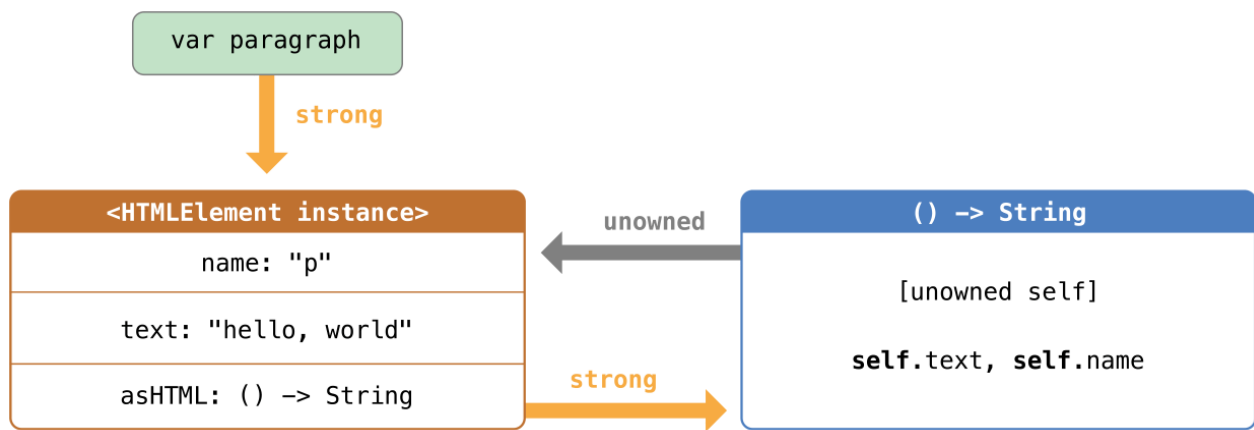 var paragraph
strong
<HTMLElement instance>
name: "p"
text: "hello, world"
asHTML: () -> String
unowned
strong
() -> String
[unowned self]
self.text, self.name